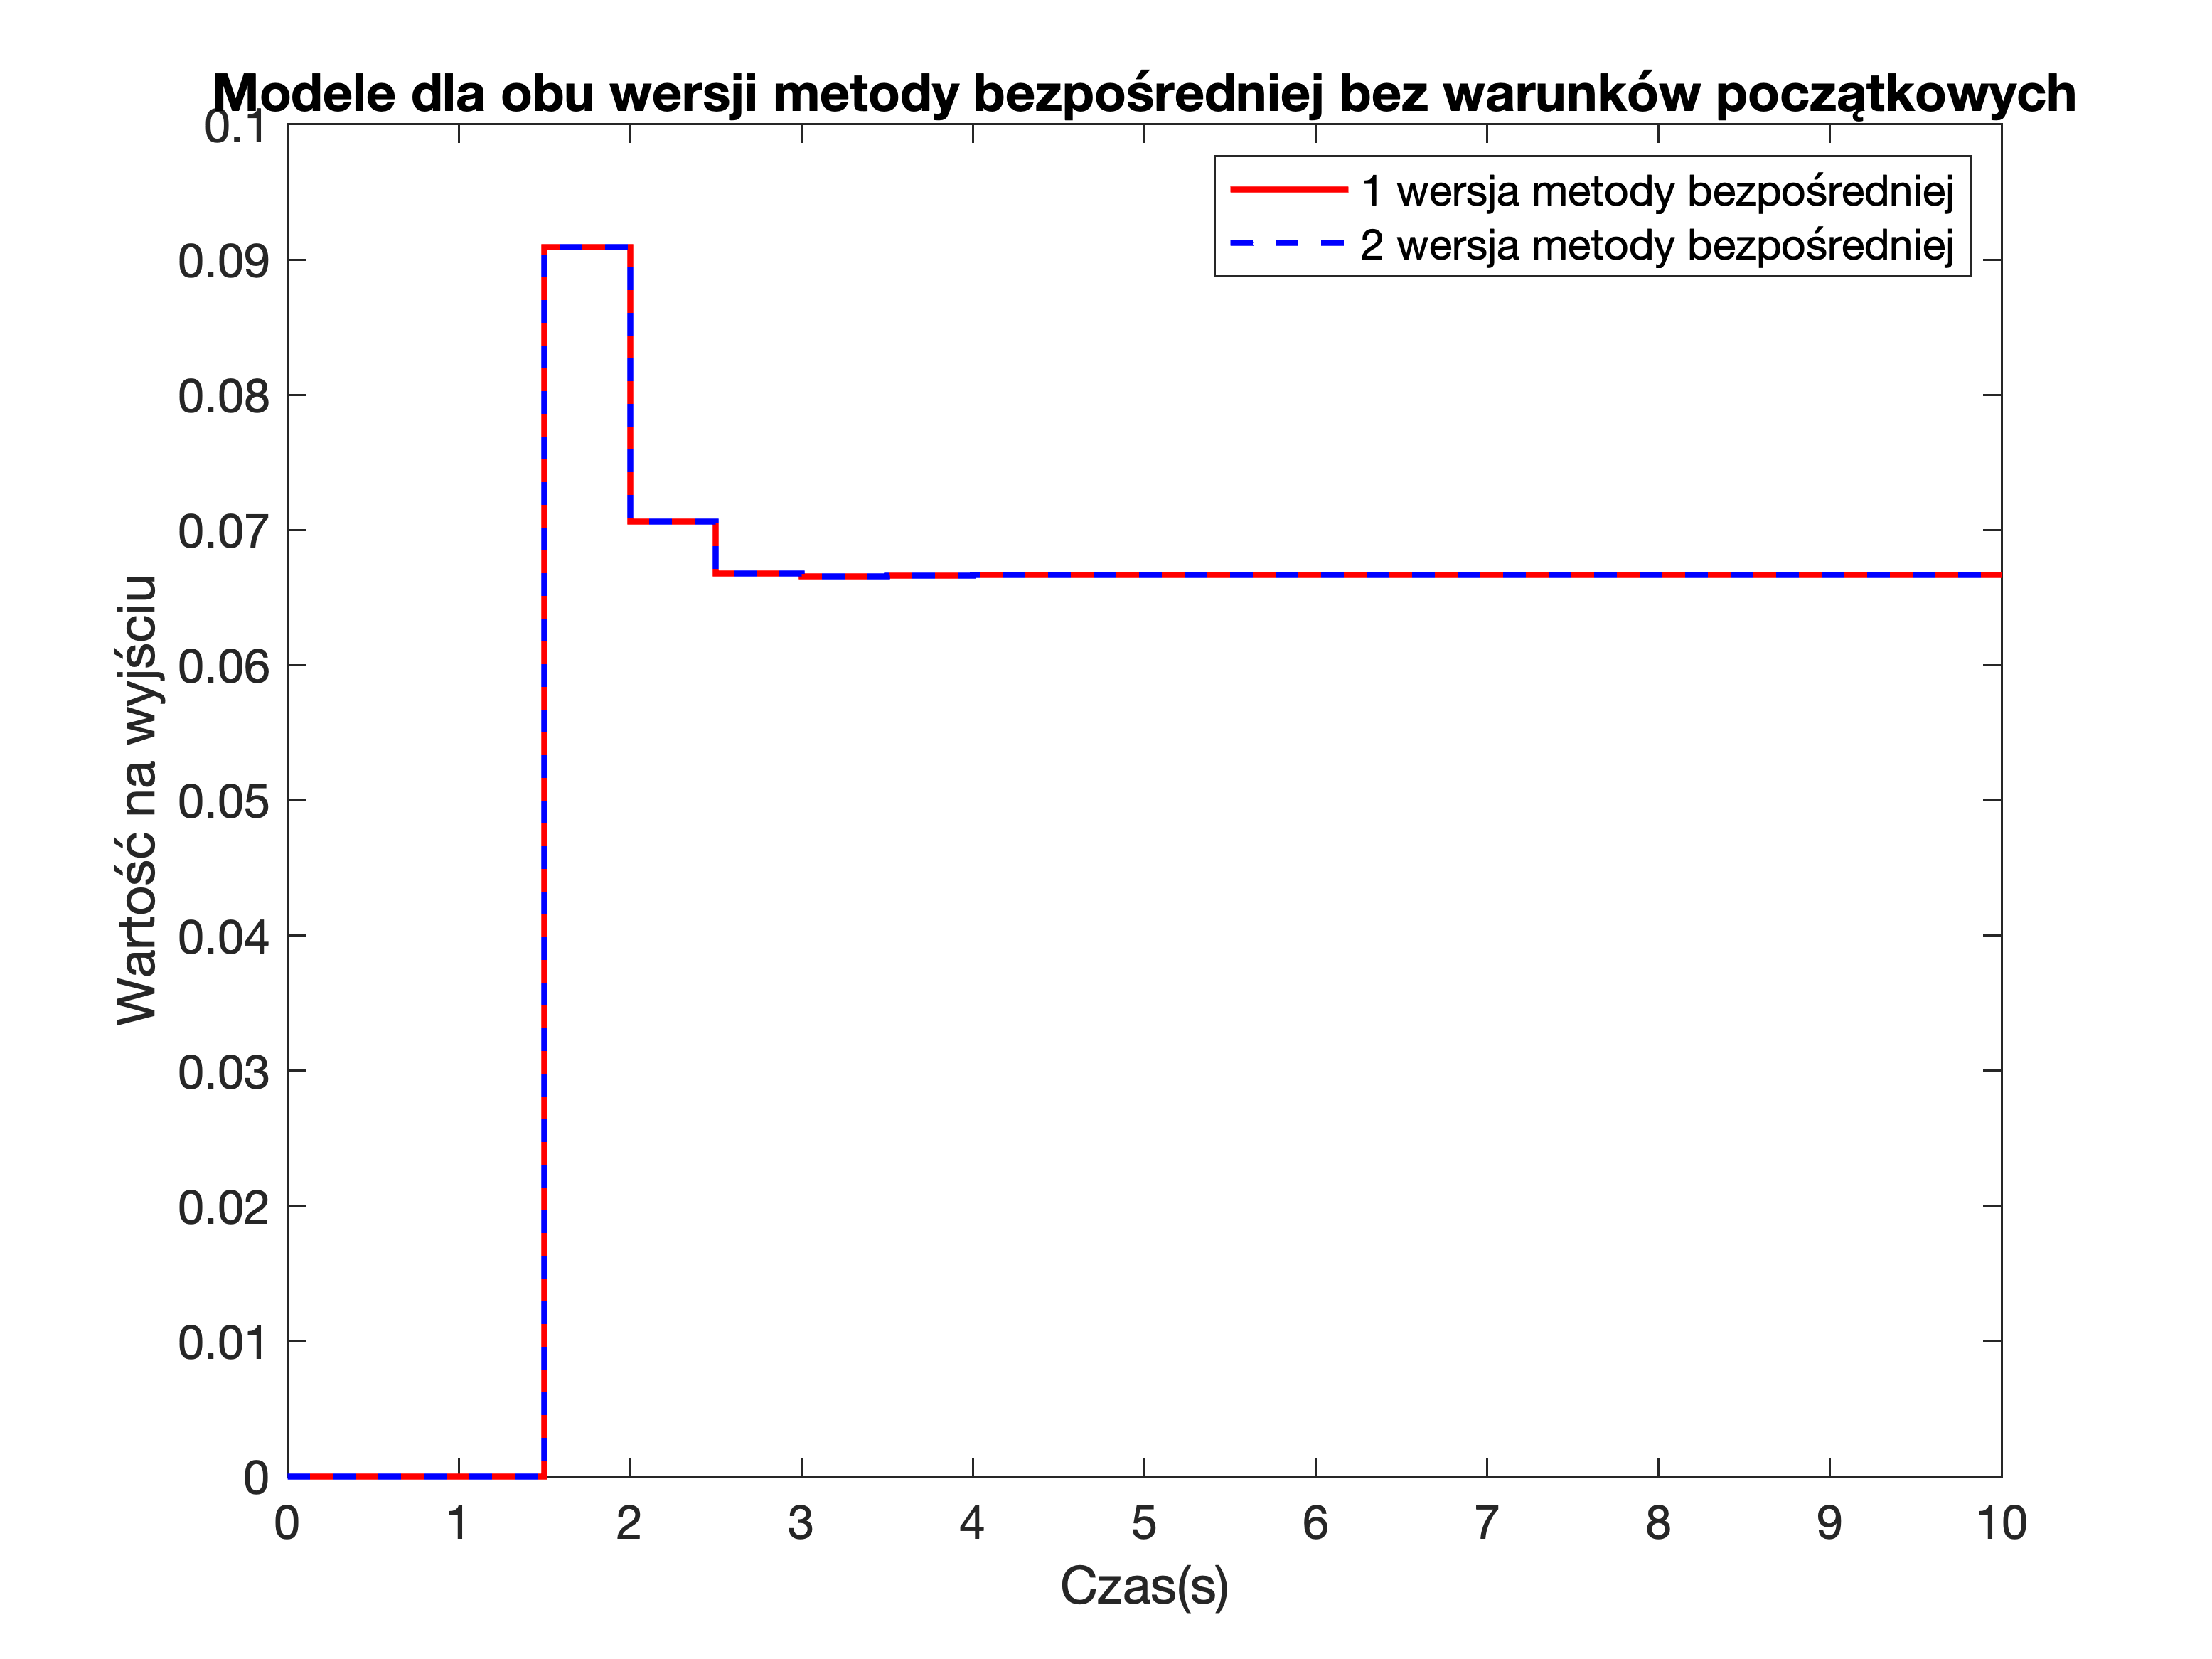 Modele dla obu wersji metody bezpośredniej bez warunków początkowych
0.1
1 wersja metody bezpośredniej
2 wersja metody bezpośredniej
0.09
0.08
0.07
0.06
0.05
0.04
0.03
0.02
0.01
0
Wartość na wyjściu
0 1 2 3 4 5 6 7 8 9 10
Czas(s)